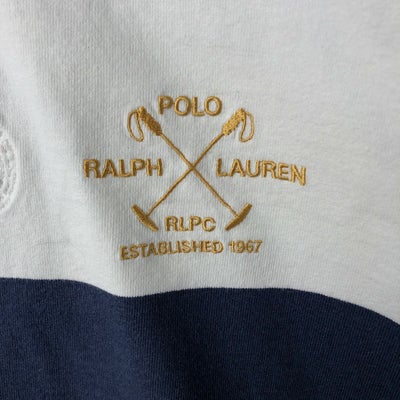 POLO
RALPH LAUREN
RLPC
ESTABLISHED 1967